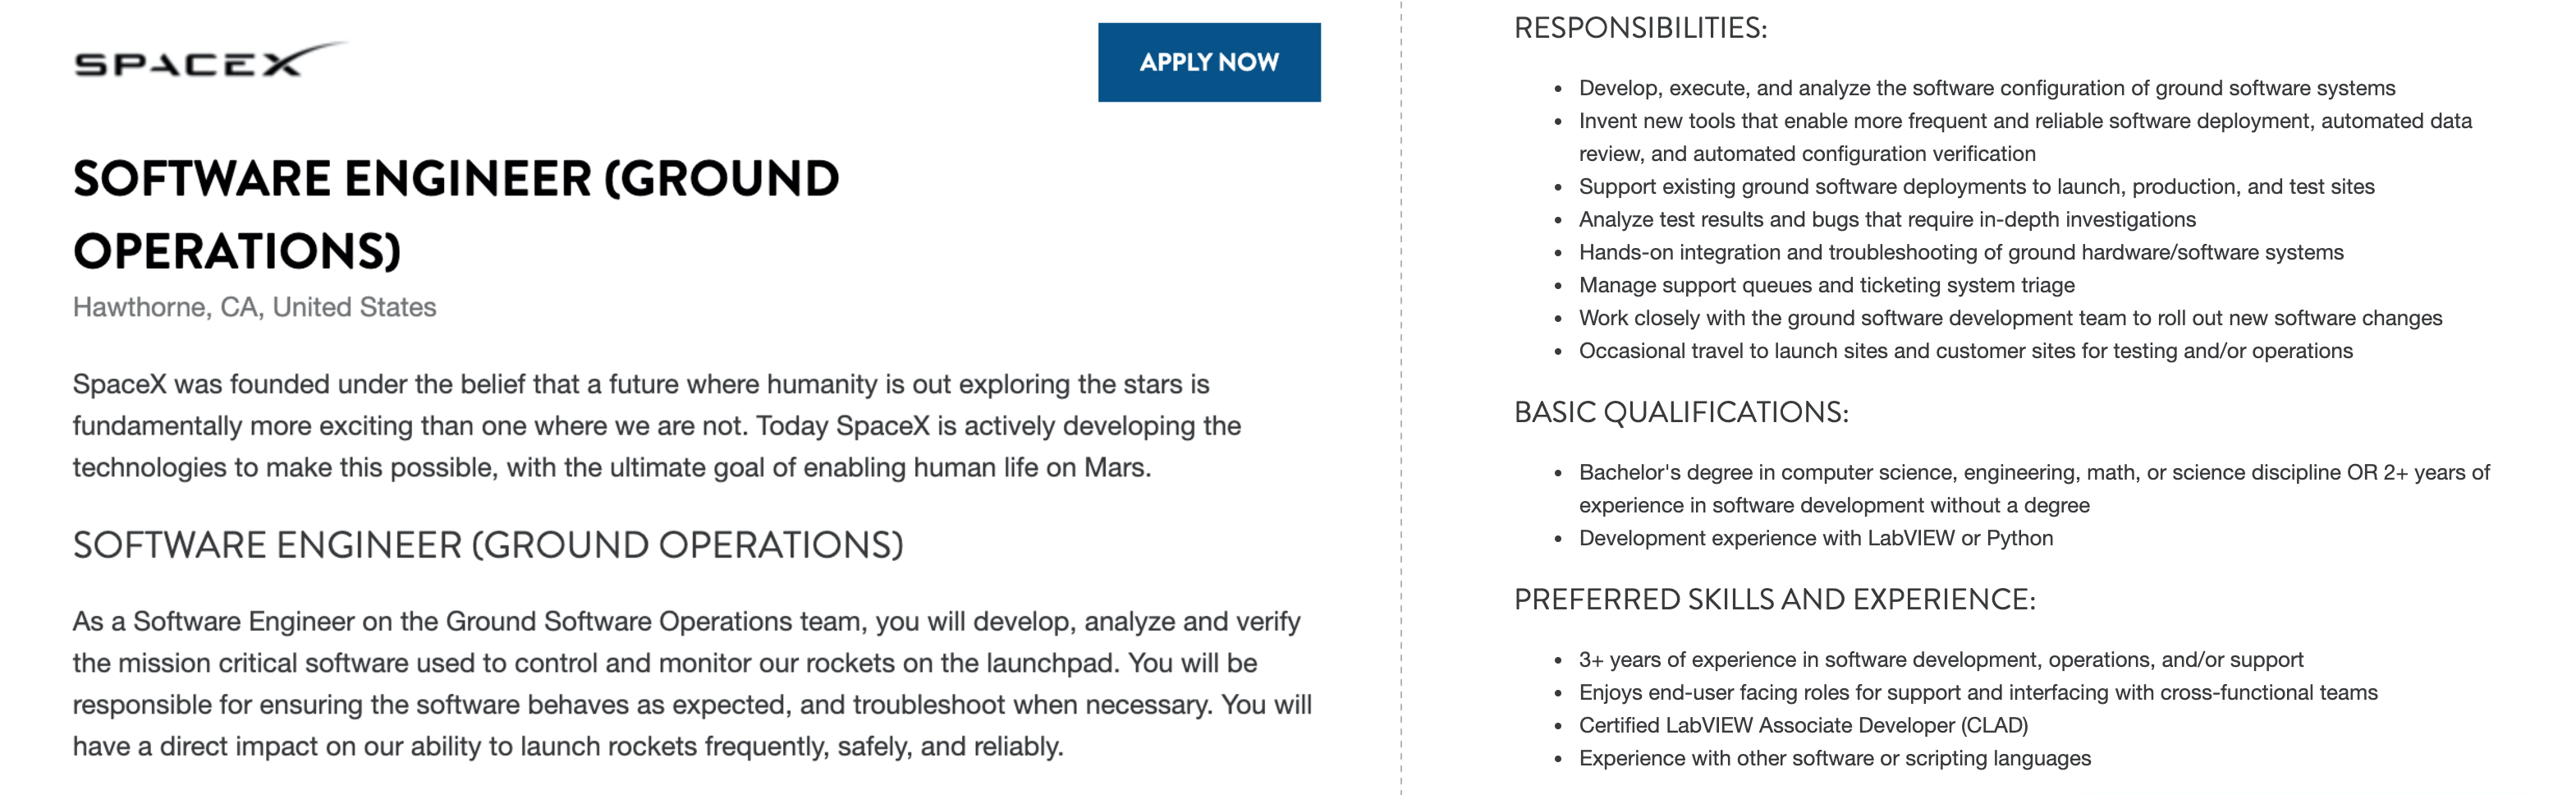 SPACEX
APPLY NOW
SOFTWARE ENGINEER (GROUND
OPERATIONS)
Hawthorne, CA, United States
SpaceX was founded under the belief that a future where humanity is out exploring the stars is
fundamentally more exciting than one where we are not. Today SpaceX is actively developing the
technologies to make this possible, with the ultimate goal of enabling human life on Mars.
SOFTWARE ENGINEER (GROUND OPERATIONS)
As a Software Engineer on the Ground Software Operations team, you will develop, analyze and verify
the mission critical software used to control and monitor our rockets on the launchpad. You will be
responsible for ensuring the software behaves as expected, and troubleshoot when necessary. You will
have a direct impact on our ability to launch rockets frequently, safely, and reliably.
RESPONSIBILITIES:
• Develop, execute, and analyze the software configuration of ground software systems
• Invent new tools that enable more frequent and reliable software deployment, automated data
review, and automated configuration verification
• Support existing ground software deployments to launch, production, and test sites
• Analyze test results and bugs that require in-depth investigations
• Hands-on integration and troubleshooting of ground hardware/software systems
• Manage support queues and ticketing system triage
• Work closely with the ground software development team to roll out new software changes
• Occasional travel to launch sites and customer sites for testing and/or operations
BASIC QUALIFICATIONS:
• Bachelor's degree in computer science, engineering, math, or science discipline OR 2+ years of
experience in software development without a degree
• Development experience with LabVIEW or Python
PREFERRED SKILLS AND EXPERIENCE:
• 3+ years of experience in software development, operations, and/or support
• Enjoys end-user facing roles for support and interfacing with cross-functional teams
• Certified LabVIEW Associate Developer (CLAD)
• Experience with other software or scripting languages